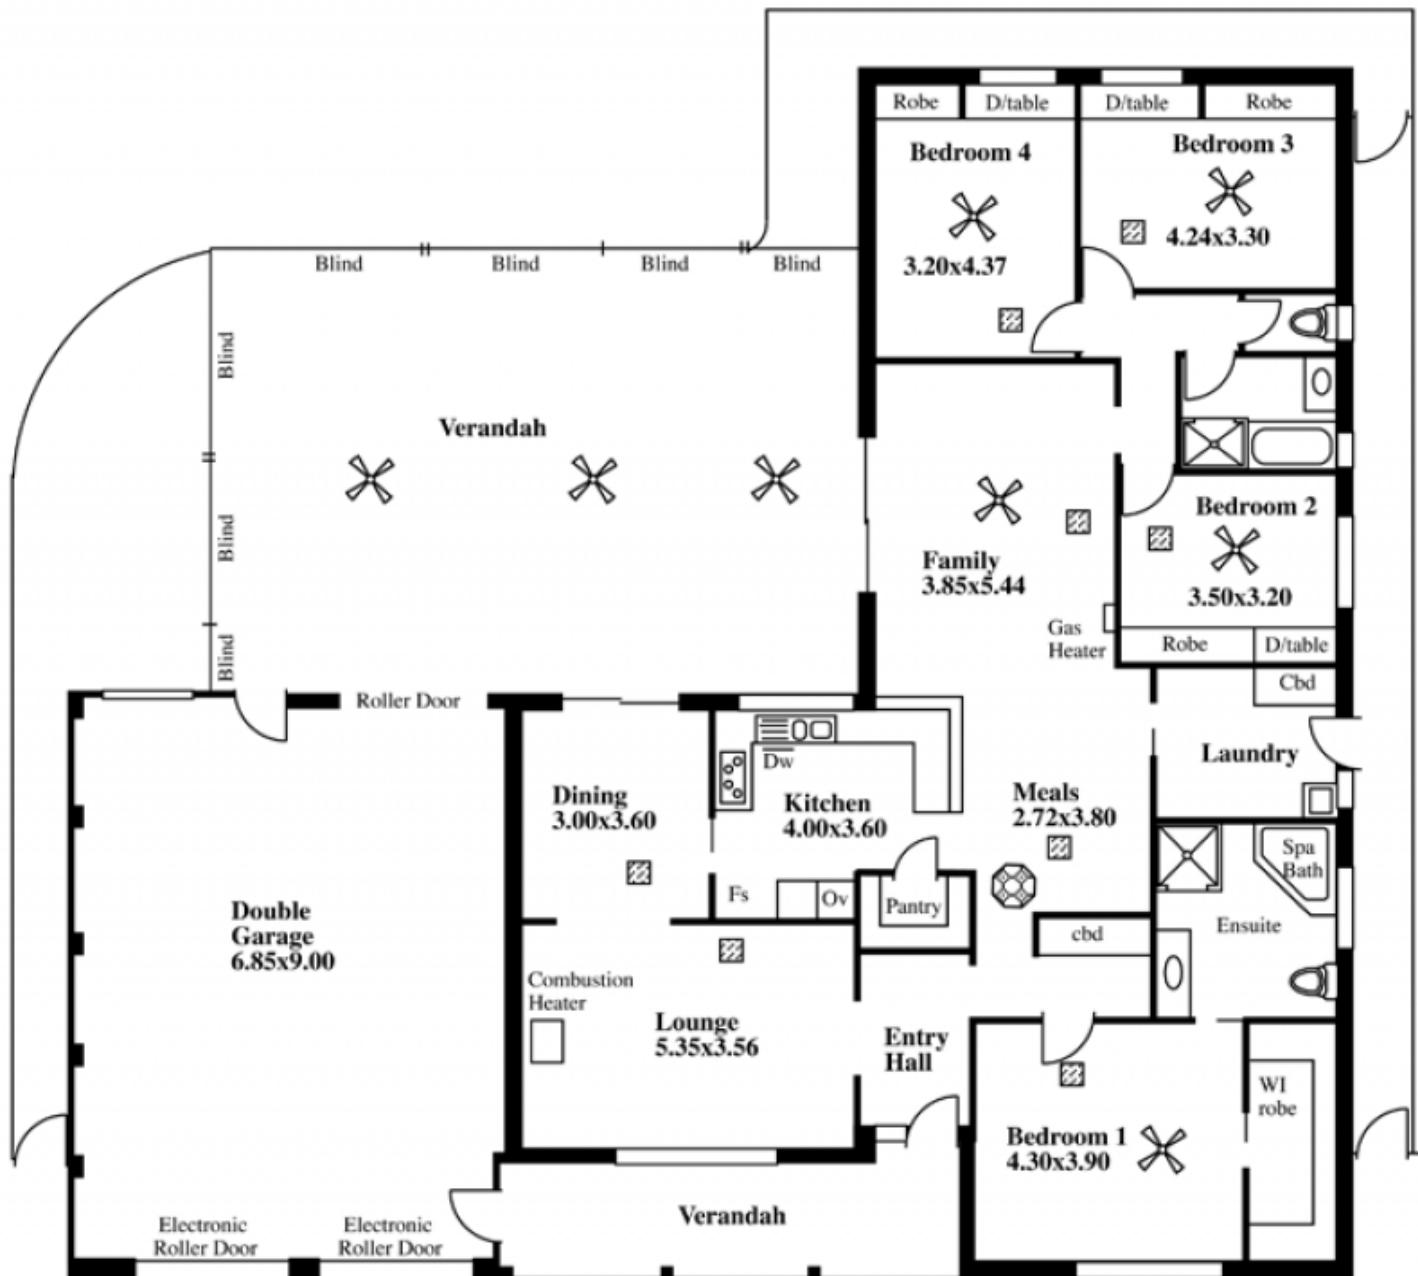 Robe
D/table
D/table
Robe
Bedroom 4
3.20x4.37
Bedroom 3
4.24x3.30
Blind
Blind
Blind
Blind
Blind
Blind
Blind
Verandah
Family
3.85x5.44
Gas
Heater
Bedroom 2
3.50x3.20
Robe
D/table
Cbd
Laundry
Roller Door
Dining
3.00x3.60
Dw
Kitchen
4.00x3.60
Meals
2.72x3.80
Fs
Ov
Pantry
Spa
Bath
Ensuite
cbd
Double
Garage
6.85x9.00
Combustion
Heater
Lounge
5.35x3.56
Entry
Hall
WI
robe
Bedroom 1
4.30x3.90
Verandah
Electronic
Roller Door
Electronic
Roller Door